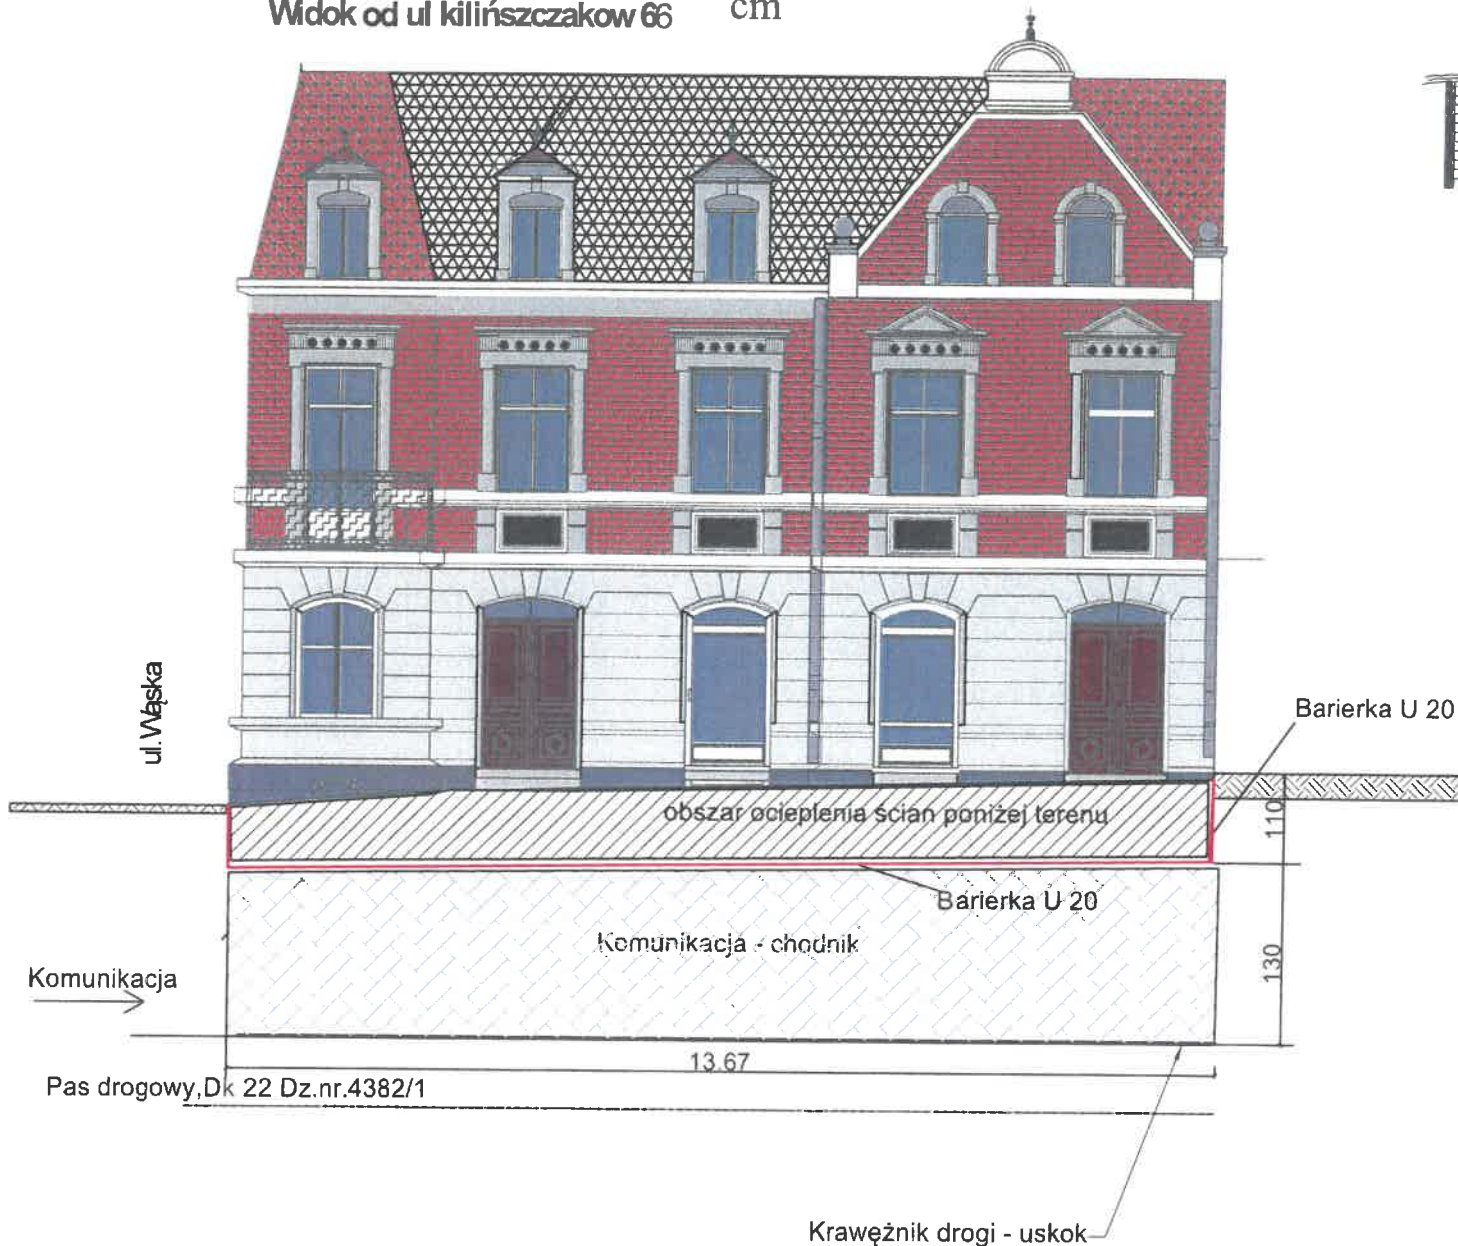 Widok od ul kilińszczakow 66 cm
ul. Wąska
Barierka U 20
obszar ocieplenia ścian poniżej terenu
110
Barierka U 20
Komunikacja - chodnik
130
Komunikacja
13.67
Pas drogowy,Dk 22 Dz.nr.4382/1
Krawężnik drogi - uskok